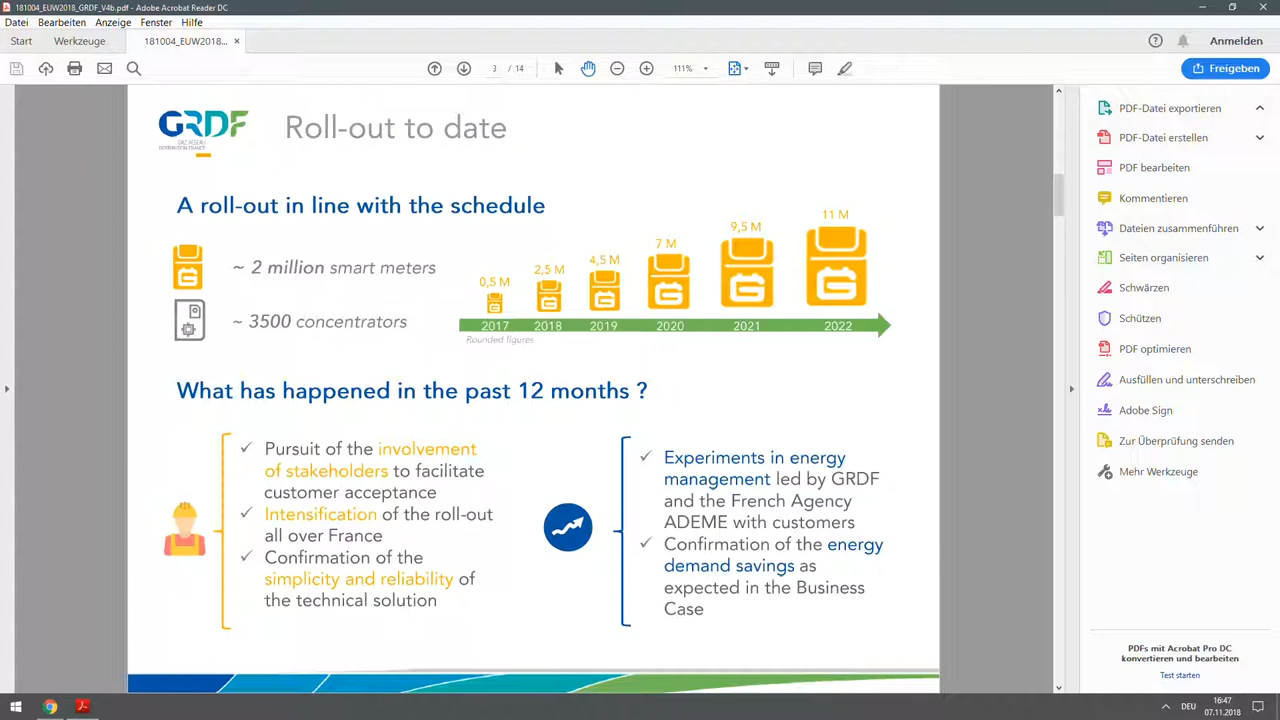 181004_EUW2018_GRDF_V4b.pdf - Adobe Acrobat Reader DC
Datei Bearbeiten Anzeige Fenster Hilfe
Start Werkzeuge 181004_EUW2018... × Anmelden
3 / 14 111% Freigeben
GRDF
GAZ RÉSEAU
DISTRIBUTION FRANCE
Roll-out to date
A roll-out in line with the schedule
~ 2 million smart meters
~ 3500 concentrators
0,5 M 2,5 M 4,5 M 7 M 9,5 M 11 M
2017 2018 2019 2020 2021 2022
Rounded figures
What has happened in the past 12 months ?
✓ Pursuit of the involvement
of stakeholders to facilitate
customer acceptance
✓ Intensification of the roll-out
all over France
✓ Confirmation of the
simplicity and reliability of
the technical solution
✓ Experiments in energy
management led by GRDF
and the French Agency
ADEME with customers
✓ Confirmation of the energy
demand savings as
expected in the Business
Case
PDF-Datei exportieren
PDF-Datei erstellen
PDF bearbeiten
Kommentieren
Dateien zusammenführen
Seiten organisieren
Schwärzen
Schützen
PDF optimieren
Ausfüllen und unterschreiben
Adobe Sign
Zur Überprüfung senden
Mehr Werkzeuge
PDFs mit Acrobat Pro DC
konvertieren und bearbeiten
Test starten
DEU
16:47
07.11.2018